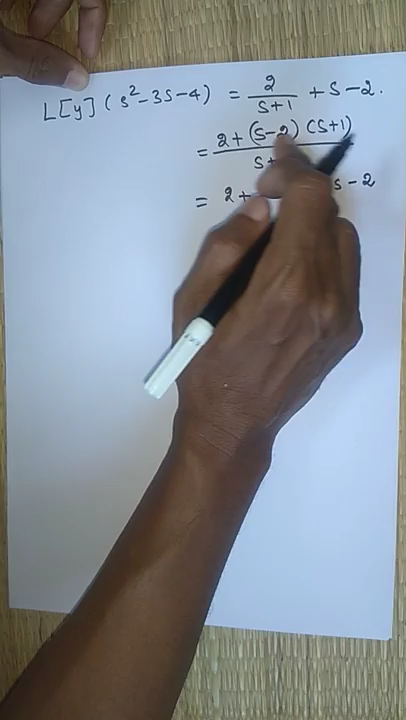 L[y] (s² - 3s - 4) = 2/(s+1) + s - 2.
= (2 + (s-2) (s+1))/(s+
= 2 + s - 2